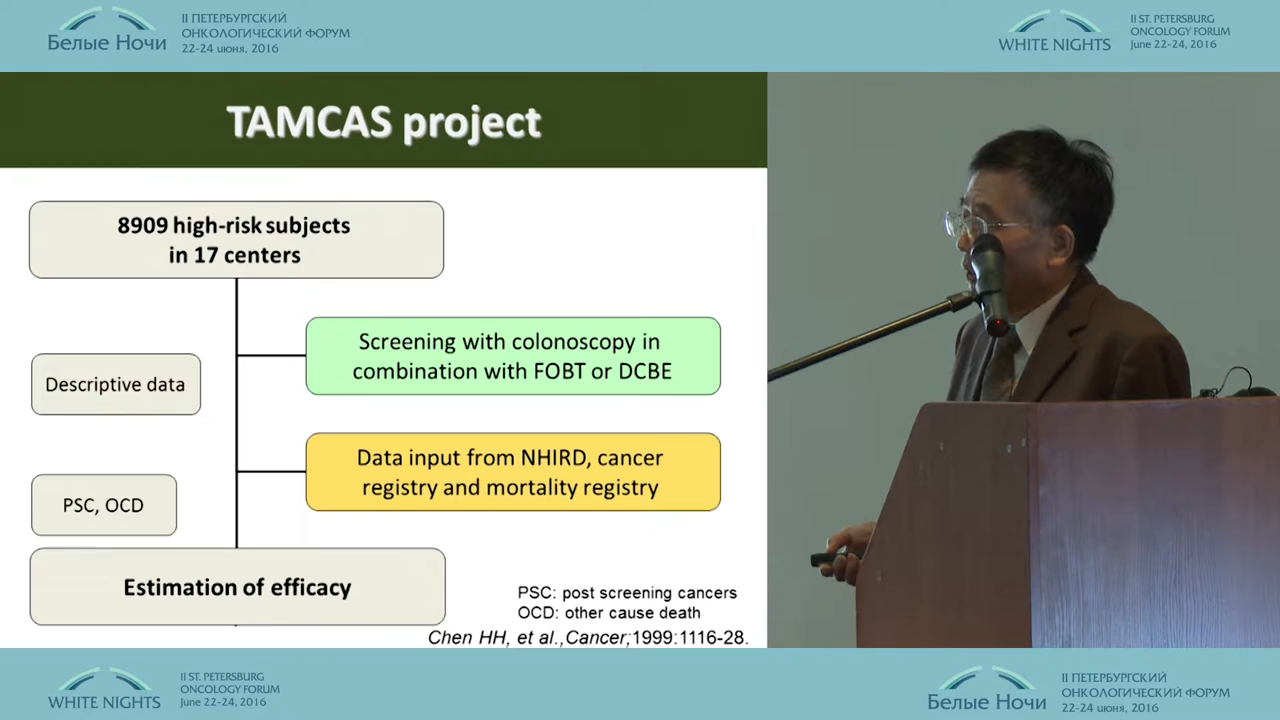 Белые Ночи
II ПЕТЕРБУРГСКИЙ
ОНКОЛОГИЧЕСКИЙ ФОРУМ
22-24 июня, 2016
WHITE NIGHTS
II ST. PETERSBURG
ONCOLOGY FORUM
June 22-24, 2016
TAMCAS project
8909 high-risk subjects
in 17 centers
Screening with colonoscopy in
combination with FOBT or DCBE
Descriptive data
Data input from NHIRD, cancer
registry and mortality registry
PSC, OCD
Estimation of efficacy
PSC: post screening cancers
OCD: other cause death
Chen HH, et al.,Cancer;1999:1116-28.
WHITE NIGHTS
II ST. PETERSBURG
ONCOLOGY FORUM
June 22-24, 2016
Белые Ночи
II ПЕТЕРБУРГСКИЙ
ОНКОЛОГИЧЕСКИЙ ФОРУМ
22-24 июня, 2016